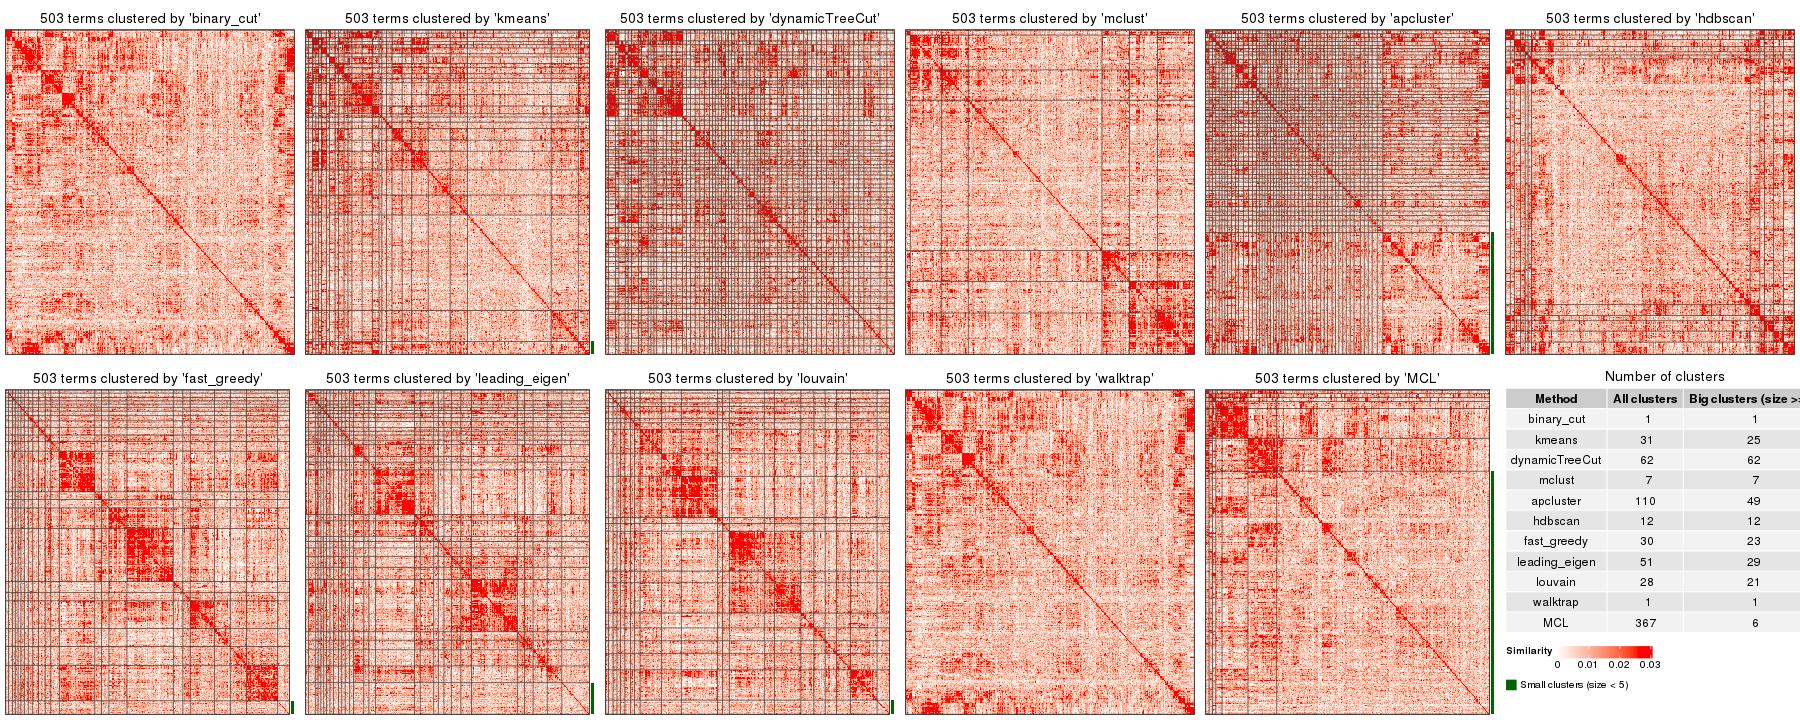 503 terms clustered by 'binary_cut'
503 terms clustered by 'kmeans'
503 terms clustered by 'dynamicTreeCut'
503 terms clustered by 'mclust'
503 terms clustered by 'apcluster'
503 terms clustered by 'hdbscan'
503 terms clustered by 'fast_greedy'
503 terms clustered by 'leading_eigen'
503 terms clustered by 'louvain'
503 terms clustered by 'walktrap'
503 terms clustered by 'MCL'
Number of clusters
Method All clusters Big clusters (size >=
binary_cut 1 1
kmeans 31 25
dynamicTreeCut 62 62
mclust 7 7
apcluster 110 49
hdbscan 12 12
fast_greedy 30 23
leading_eigen 51 29
louvain 28 21
walktrap 1 1
MCL 367 6
Similarity
0 0.01 0.02 0.03
Small clusters (size < 5)